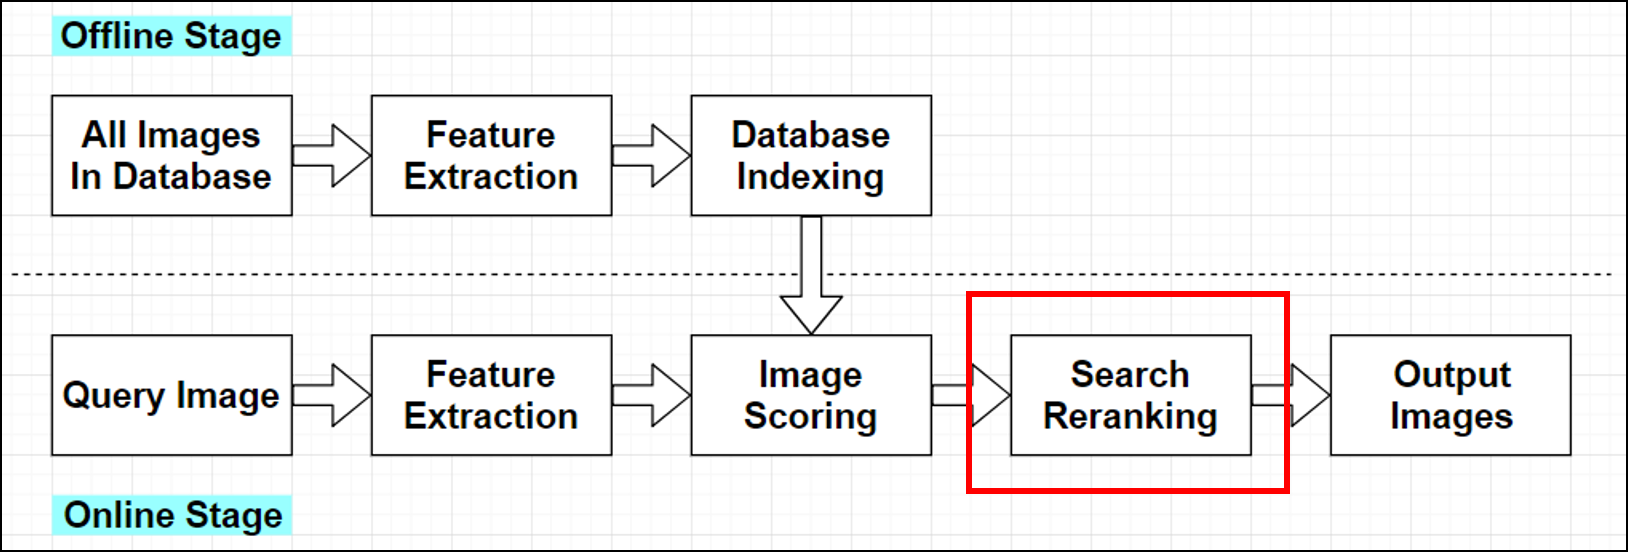 Offline Stage
All Images
In Database
Feature
Extraction
Database
Indexing
Query Image
Feature
Extraction
Image
Scoring
Search
Reranking
Output
Images
Online Stage